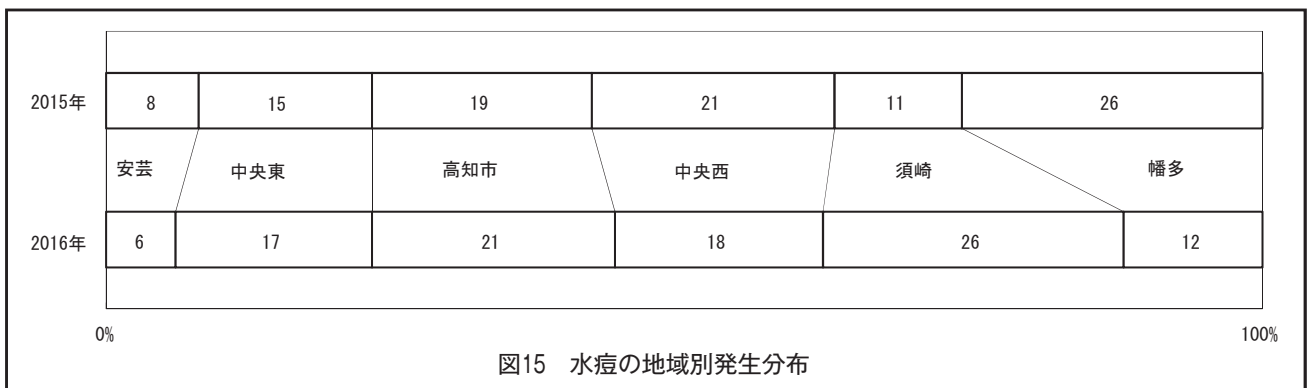 2015年 8 15 19 21 11 26
安芸 中央東 高知市 中央西 須崎 幡多
2016年 6 17 21 18 26 12
0% 100%
図15 水痘の地域別発生分布